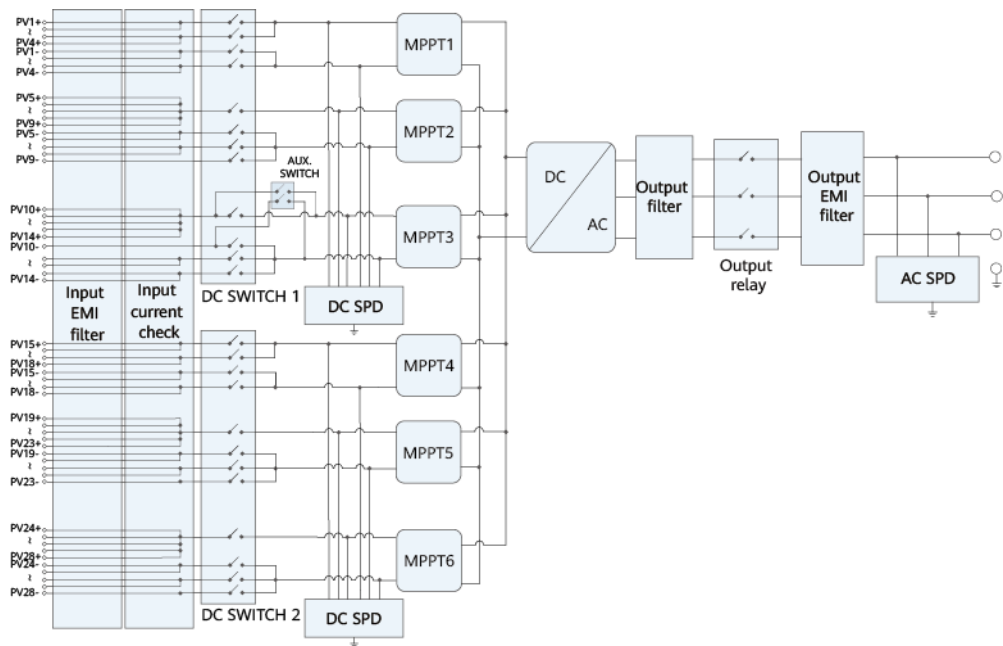 PV1+
~
PV4+
PV1-
~
PV4-
MPPT1
PV5+
~
PV9+
PV5-
~
PV9-
MPPT2
AUX.
SWITCH
PV10+
~
PV14+
PV10-
~
PV14-
MPPT3
DC SWITCH 1
DC SPD
Input
EMI
filter
Input
current
check
PV15+
~
PV18+
PV15-
~
PV18-
MPPT4
PV19+
~
PV23+
PV19-
~
PV23-
MPPT5
PV24+
~
PV28+
PV24-
~
PV28-
MPPT6
DC SWITCH 2
DC SPD
DC
AC
Output
filter
Output
relay
Output
EMI
filter
AC SPD